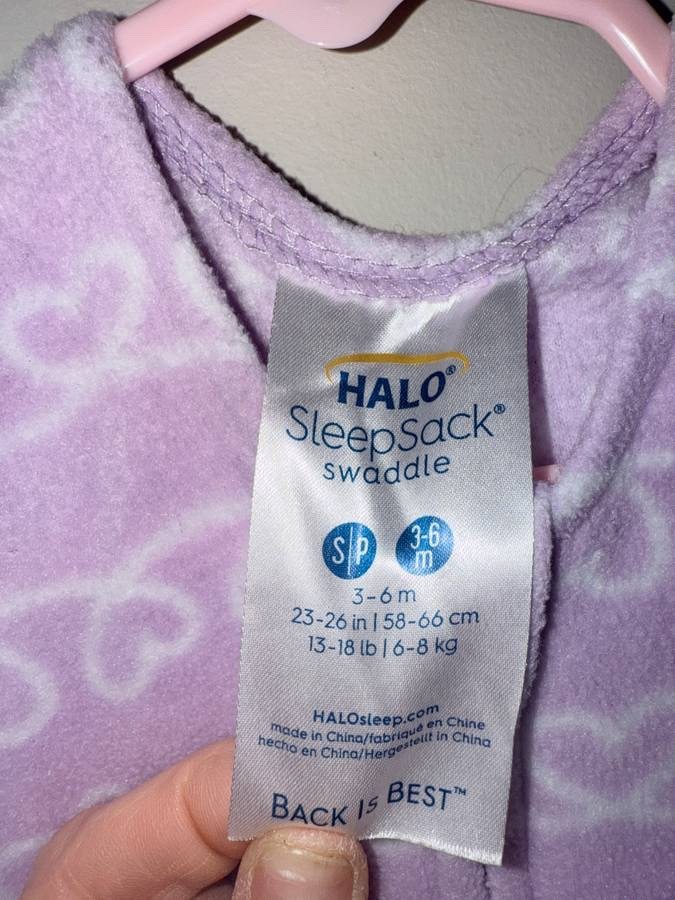 HALO®
SleepSack®
swaddle
S|P 3-6 m
3-6 m
23-26 in | 58-66 cm
13-18 lb | 6-8 kg
HALOsleep.com
made in China/fabriqué en Chine
hecho en China/Hergestellt in China
BACK IS BEST™